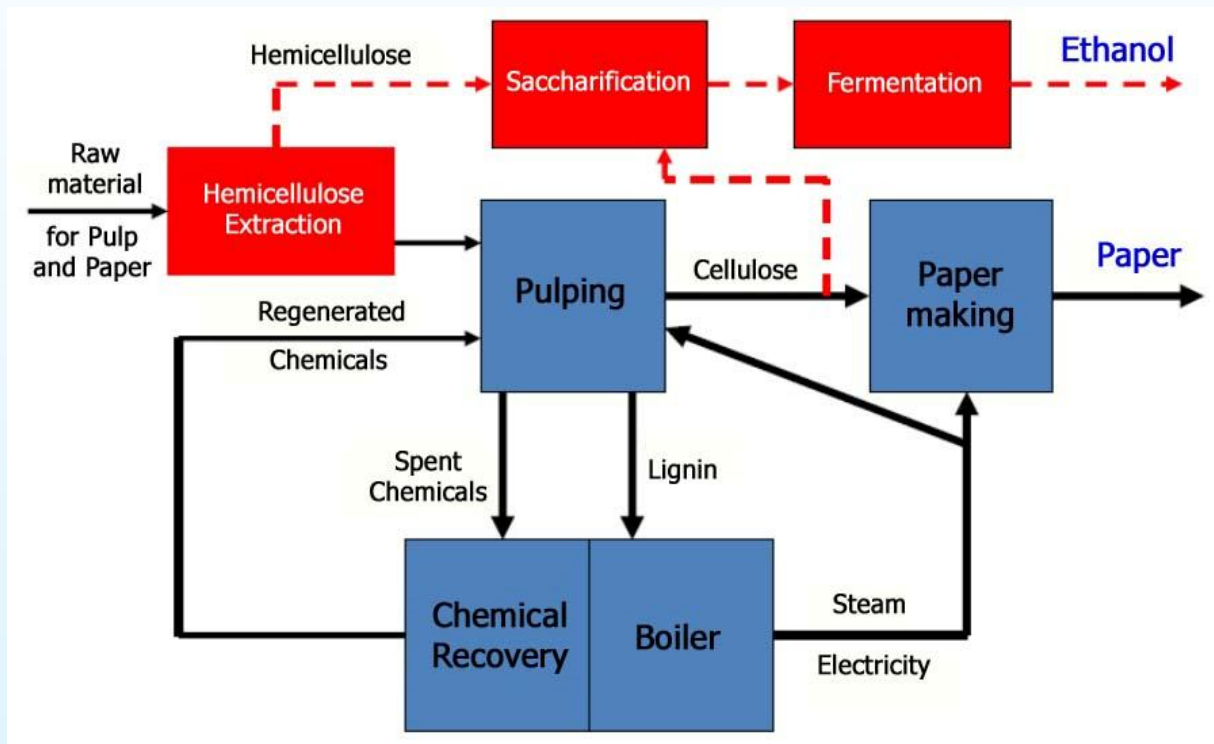 Hemicellulose
Saccharification
Fermentation
Ethanol
Raw
material
for Pulp
and Paper
Hemicellulose
Extraction
Pulping
Cellulose
Paper
making
Paper
Regenerated
Chemicals
Spent
Chemicals
Lignin
Chemical
Recovery
Boiler
Steam
Electricity